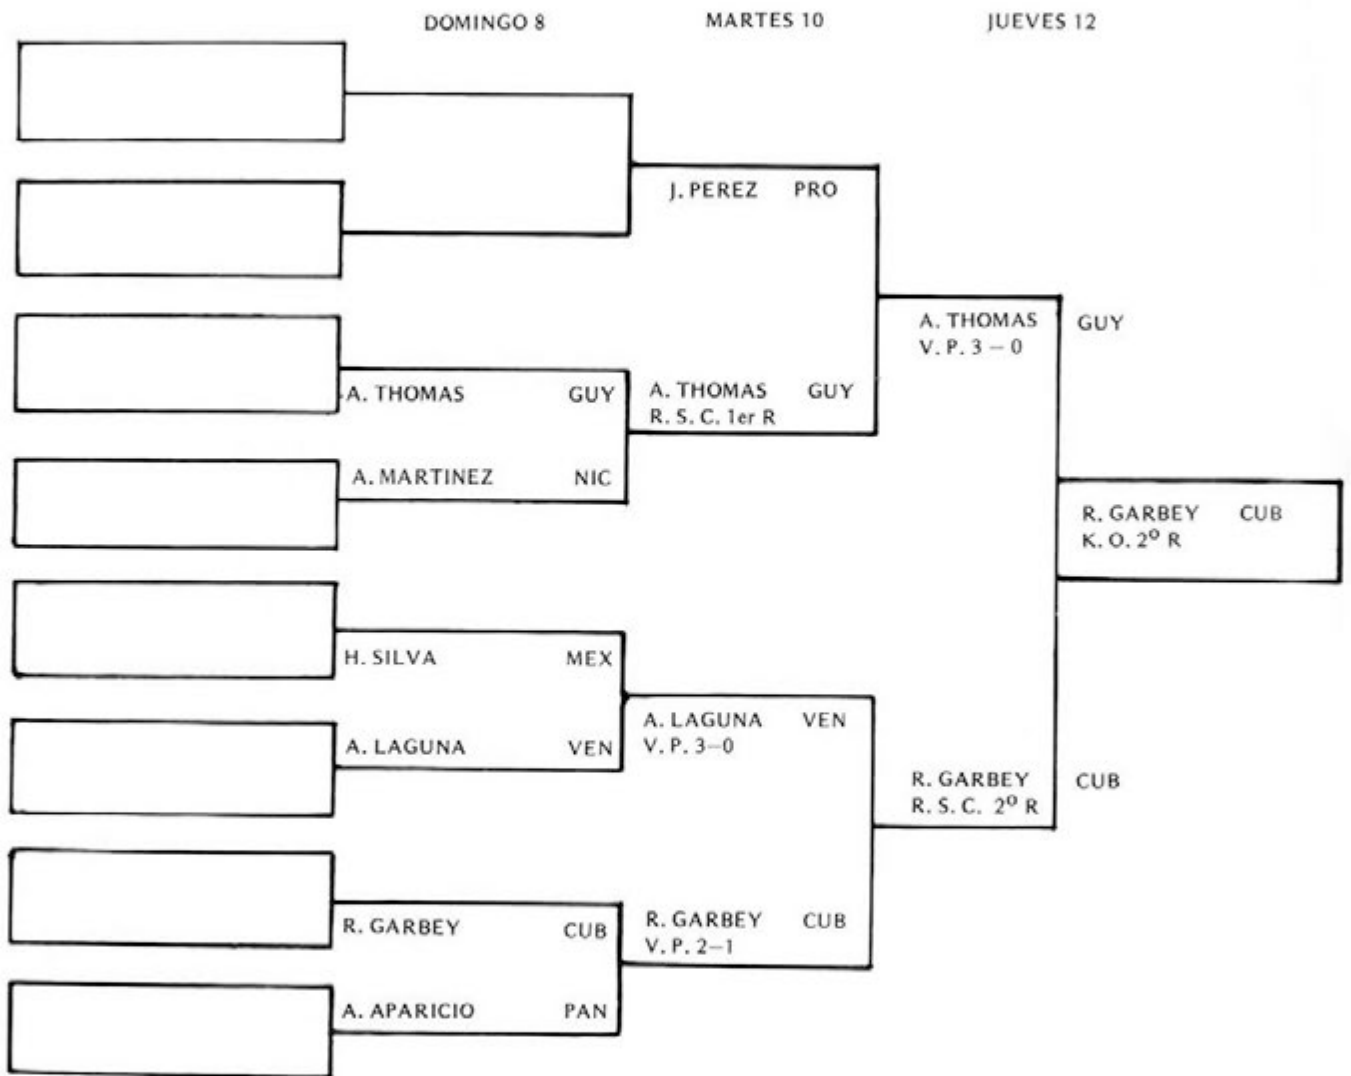 DOMINGO 8 MARTES 10 JUEVES 12
J. PEREZ PRO
A. THOMAS GUY
V. P. 3 – 0
A. THOMAS GUY
A. THOMAS GUY
R. S. C. 1er R
A. MARTINEZ NIC
R. GARBEY CUB
K. O. 2º R
H. SILVA MEX
A. LAGUNA VEN
V. P. 3–0
A. LAGUNA VEN
R. GARBEY CUB
R. S. C. 2º R
R. GARBEY CUB
R. GARBEY CUB
V. P. 2–1
A. APARICIO PAN